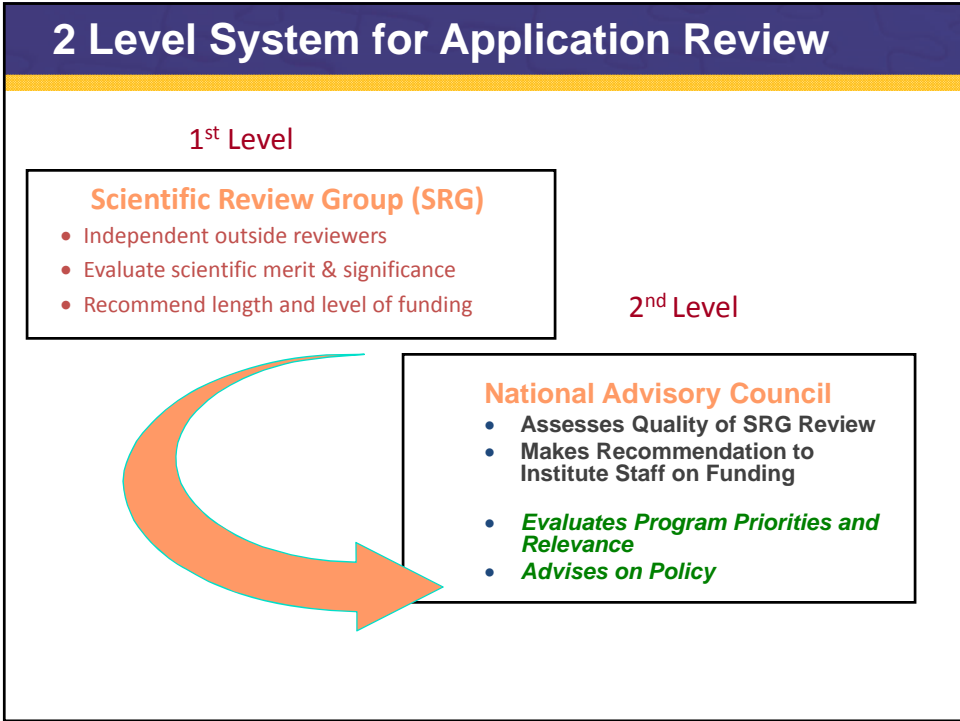 2 Level System for Application Review
1st Level
Scientific Review Group (SRG)
• Independent outside reviewers
• Evaluate scientific merit & significance
• Recommend length and level of funding
2nd Level
National Advisory Council
• Assesses Quality of SRG Review
• Makes Recommendation to
Institute Staff on Funding
• Evaluates Program Priorities and
Relevance
• Advises on Policy